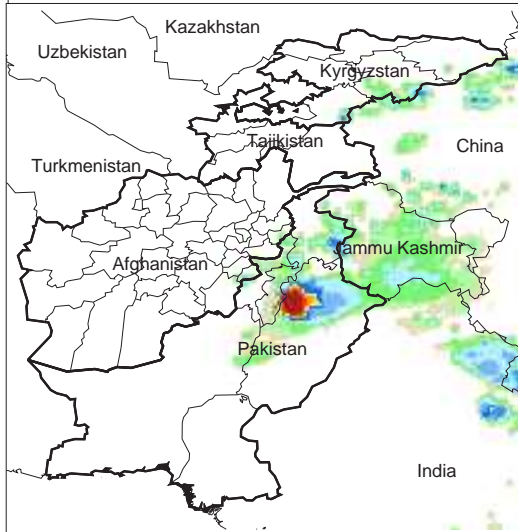 Kazakhstan
Uzbekistan
Kyrgyzstan
Tajikistan
China
Turkmenistan
Jammu Kashmir
Afghanistan
Pakistan
India